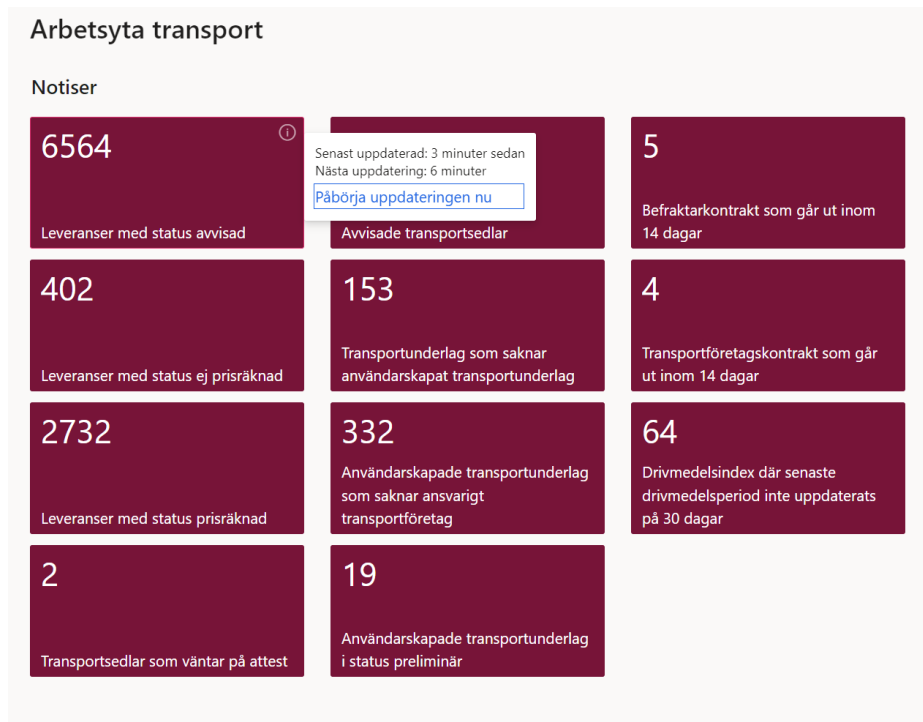 Arbetsyta transport
Notiser
6564
Leveranser med status avvisad
Senast uppdaterad: 3 minuter sedan
Nästa uppdatering: 6 minuter
Påbörja uppdateringen nu
Avvisade transportsedlar
5
Befraktarkontrakt som går ut inom
14 dagar
402
Leveranser med status ej prisräknad
153
Transportunderlag som saknar
användarskapat transportunderlag
4
Transportföretagskontrakt som går
ut inom 14 dagar
2732
Leveranser med status prisräknad
332
Användarskapade transportunderlag
som saknar ansvarigt
transportföretag
64
Drivmedelsindex där senaste
drivmedelsperiod inte uppdaterats
på 30 dagar
2
Transportsedlar som väntar på attest
19
Användarskapade transportunderlag
i status preliminär